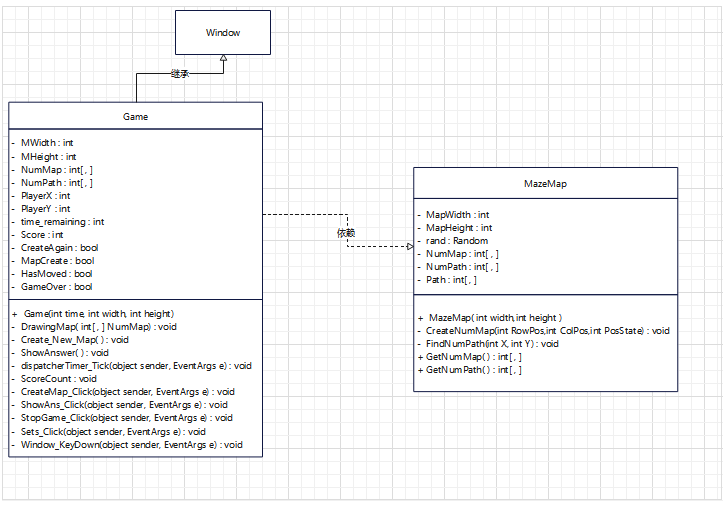 Window
继承
Game
- MWidth : int
- MHeight : int
- NumMap : int[ , ]
- NumPath : int[ , ]
- PlayerX : int
- PlayerY : int
- time_remaining : int
- Score : int
- CreateAgain : bool
- MapCreate : bool
- HasMoved : bool
- GameOver : bool
+ Game(int time, int width, int height)
- DrawingMap( int[ , ] NumMap) : void
- Create_New_Map( ) : void
- ShowAnswer( ) : void
- dispatcherTimer_Tick(object sender, EventArgs e) : void
- ScoreCount : void
- CreateMap_Click(object sender, EventArgs e) : void
- ShowAns_Click(object sender, EventArgs e) : void
- StopGame_Click(object sender, EventArgs e) : void
- Sets_Click(object sender, EventArgs e) : void
- Window_KeyDown(object sender, EventArgs e) : void
依赖
MazeMap
- MapWidth : int
- MapHeight : int
- rand : Random
- NumMap : int[ , ]
- NumPath : int[ , ]
- Path : int[ , ]
+ MazeMap( int width,int height )
- CreateNumMap(int RowPos,int ColPos,int PosState) : void
- FindNumPath(int X, int Y) : void
+ GetNumMap( ) : int[ , ]
+ GetNumPath( ) : int[ , ]